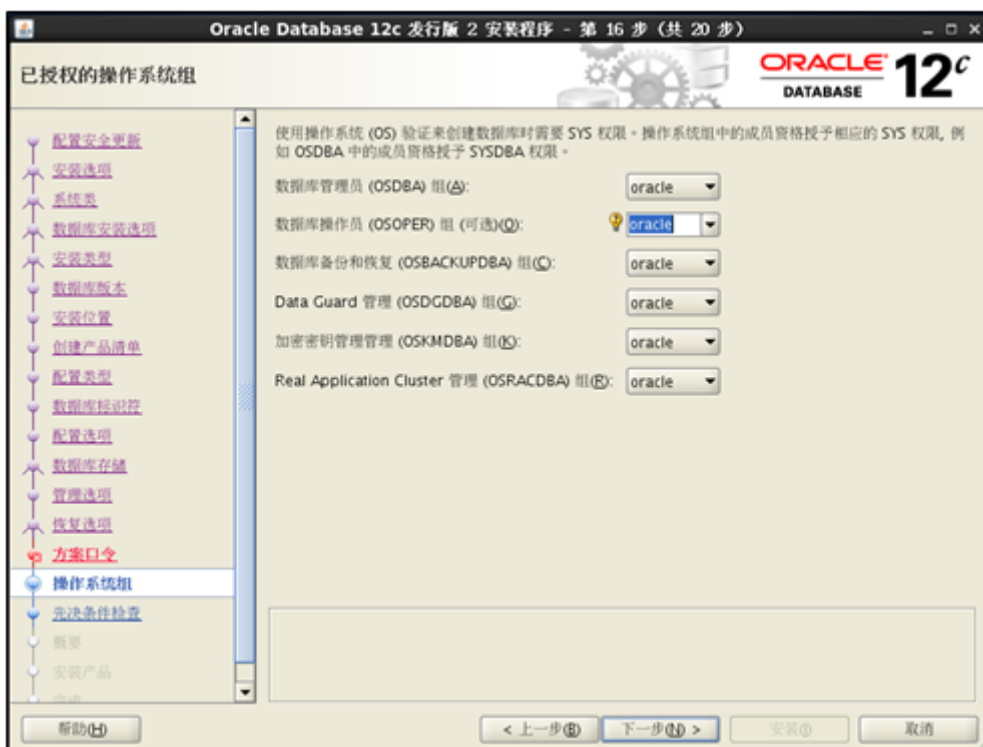 Oracle Database 12c 发行版 2 安装程序 - 第 16 步 (共 20 步)
已授权的操作系统组
ORACLE
DATABASE
12c
配置安全更新
安装选项
系统类
数据库安装选项
安装类型
数据库版本
安装位置
创建产品清单
配置类型
数据库标识符
配置选项
数据库存储
管理选项
恢复选项
方案口令
操作系统组
先决条件检查
概要
安装产品
完成
使用操作系统 (OS) 验证来创建数据库时需要 SYS 权限。操作系统组中的成员资格授予相应的 SYS 权限, 例
如 OSDBA 中的成员资格授予 SYSDBA 权限。
数据库管理员 (OSDBA) 组(A): oracle
数据库操作员 (OSOPER) 组 (可选)(O): oracle
数据库备份和恢复 (OSBACKUPDBA) 组(C): oracle
Data Guard 管理 (OSDGDBA) 组(G): oracle
加密密钥管理管理 (OSKMDBA) 组(K): oracle
Real Application Cluster 管理 (OSRACDBA) 组(R): oracle
帮助(H)
< 上一步(B)
下一步(N) >
安装(I)
取消